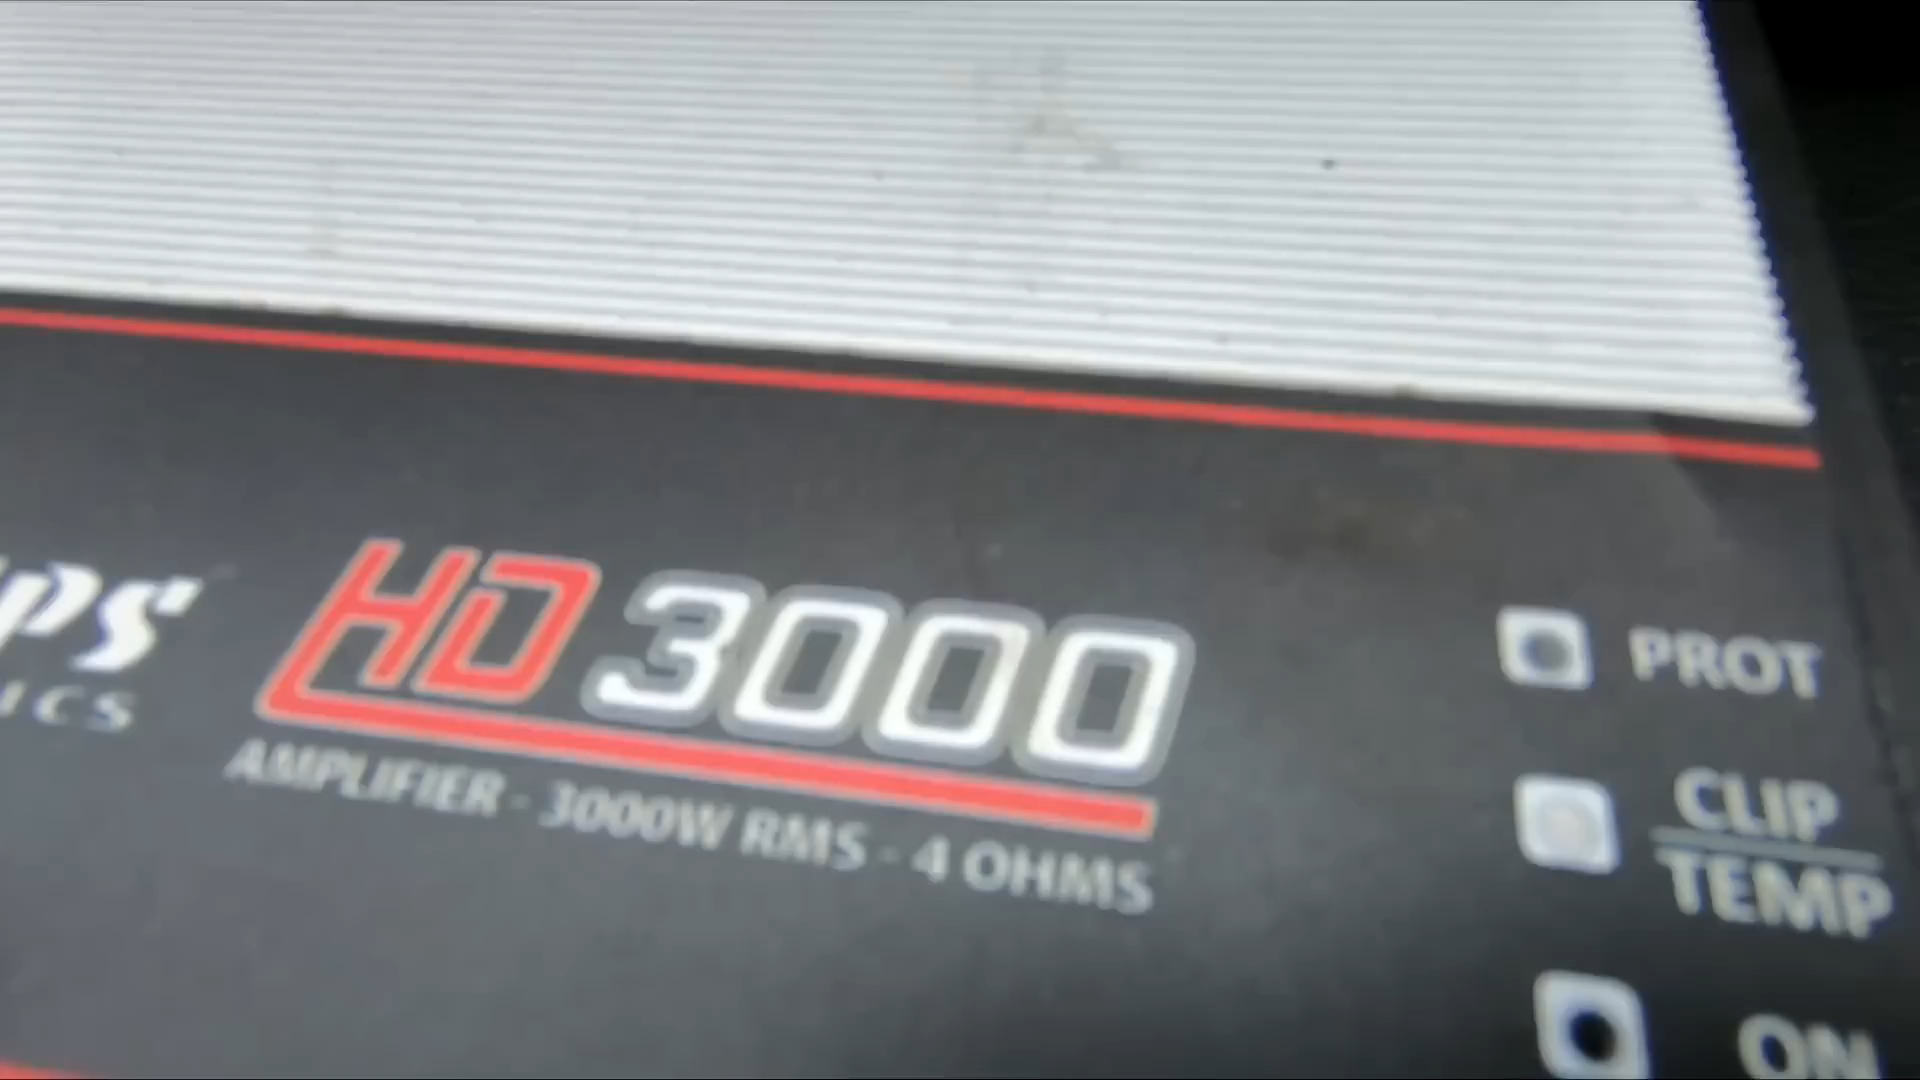 HD 3000
AMPLIFIER - 3000W RMS - 4 OHMS
PROT
CLIP
TEMP
ON